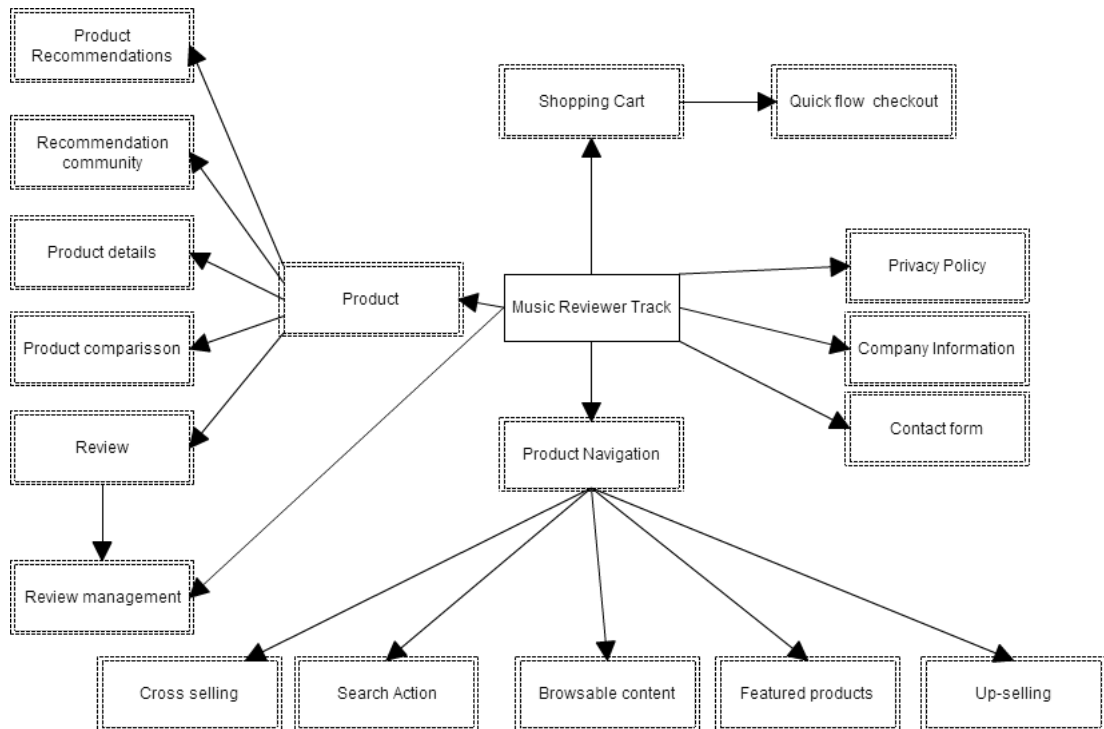 Product
Recommendations
Shopping Cart
Quick flow checkout
Recommendation
community
Product details
Privacy Policy
Product
Music Reviewer Track
Product comparisson
Company Information
Contact form
Review
Product Navigation
Review management
Cross selling
Search Action
Browsable content
Featured products
Up-selling